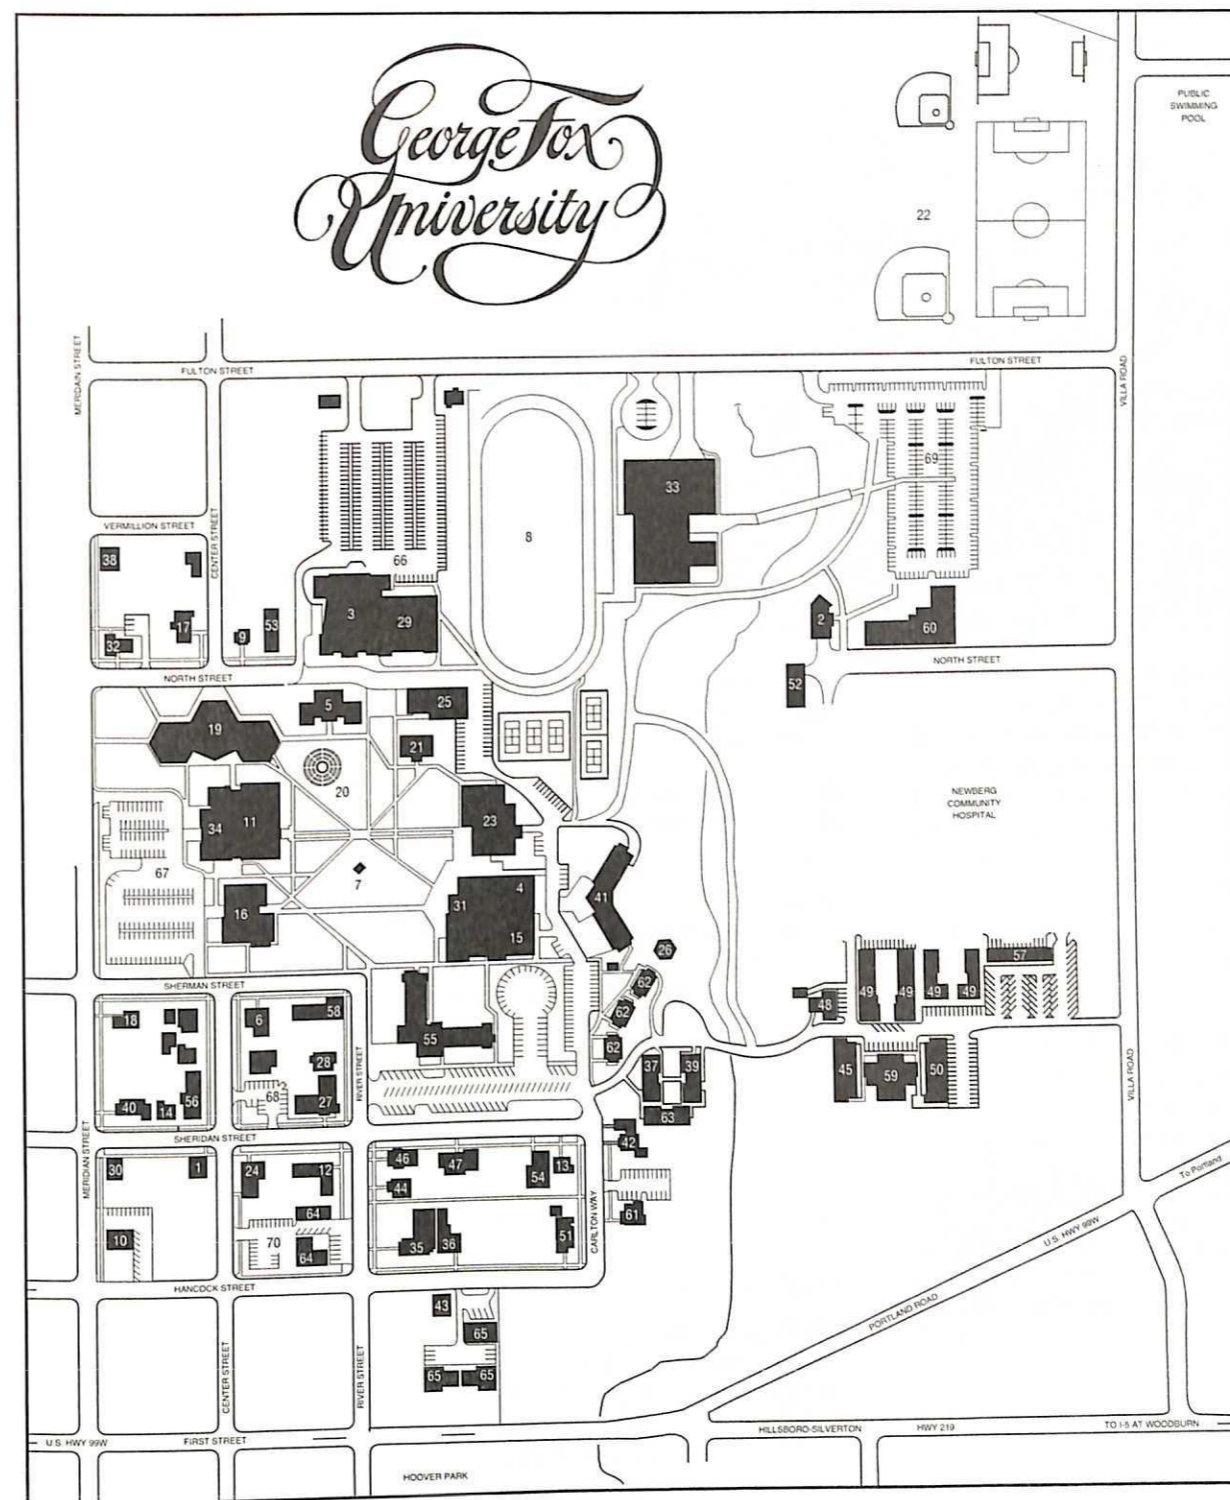 George Fox
University
PUBLIC
SWIMMING
POOL
22
MERIDAIN STREET
FULTON STREET
FULTON STREET
VILLA ROAD
69
33
8
VERMILLION STREET
CENTER STREET
38
66
3
29
17
9
53
32
2
60
NORTH STREET
NORTH STREET
52
5
25
19
21
20
NEWBERG
COMMUNITY
HOSPITAL
34
11
23
67
7
4
31
41
16
15
26
57
SHERMAN STREET
62
49
49
49
49
48
18
6
58
62
55
62
28
37
39
45
59
50
RIVER STREET
VILLA ROAD
68
27
40
14
56
63
SHERIDAN STREET
42
MERIDIAN STREET
30
1
24
12
46
47
54
13
44
To Portland
64
61
CARLTON WAY
10
70
64
35
36
51
U.S. HWY 99W
HANCOCK STREET
43
65
PORTLAND ROAD
CENTER STREET
RIVER STREET
65
65
U.S. HWY 99W
FIRST STREET
HILLSBORO-SILVERTON
HWY 219
TO I-5 AT WOODBURN
HOOVER PARK